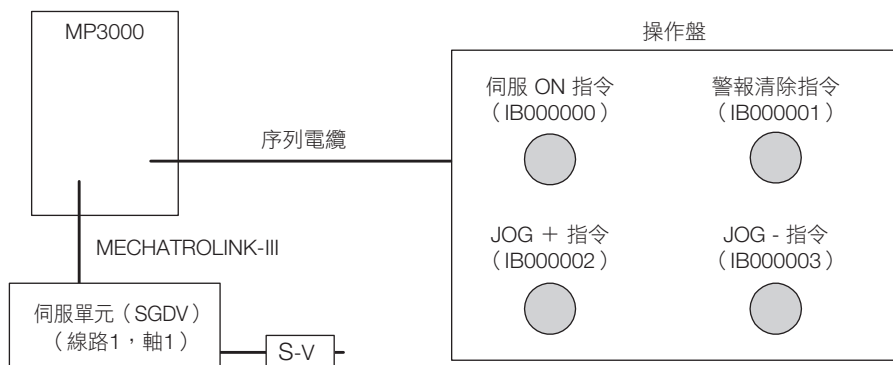 MP3000
操作盤
伺服 ON 指令
（IB000000）
警報清除指令
（IB000001）
序列電纜
JOG ＋ 指令
（IB000002）
JOG - 指令
（IB000003）
MECHATROLINK-III
伺服單元（SGDV）
（線路1，軸1）
S-V